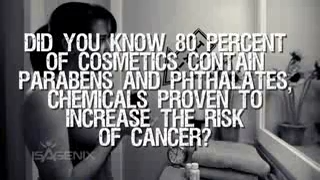 DID YOU KNOW 80 PERCENT
OF COSMETICS CONTAIN
PARABENS AND PHTHALATES,
CHEMICALS PROVEN TO
INCREASE THE RISK
OF CANCER?
ISAGENIX